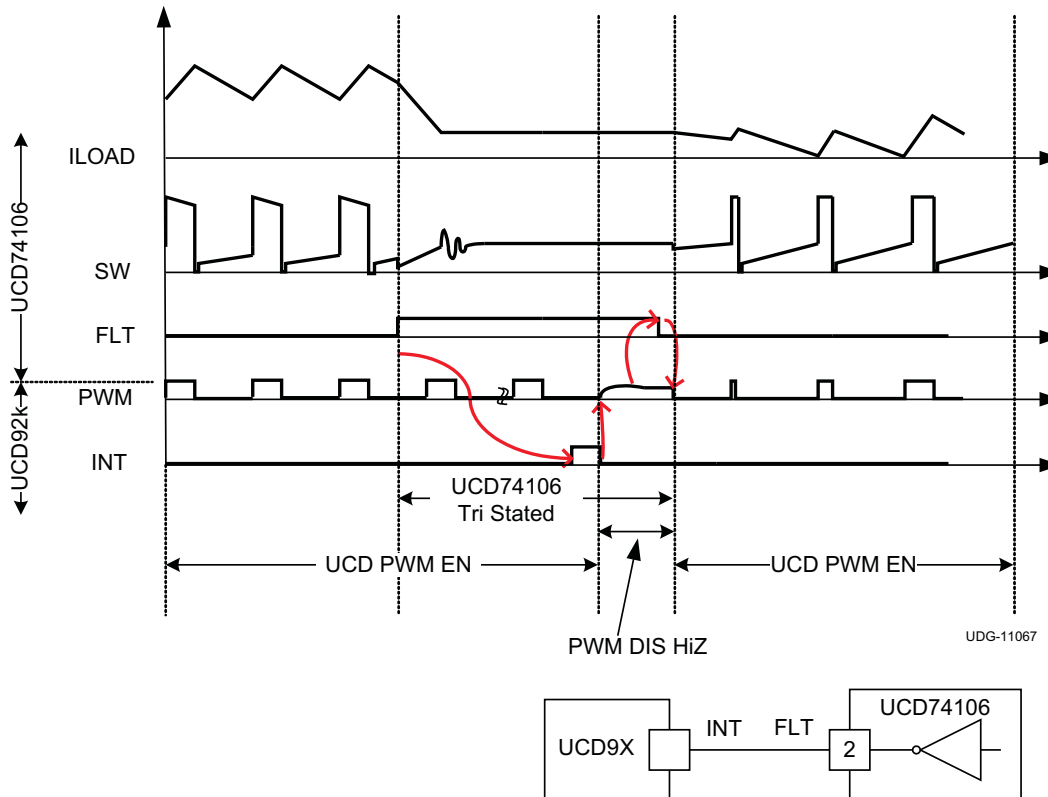 ILOAD
UCD74106
SW
FLT
PWM
UCD92k
INT
UCD74106
Tri Stated
UCD PWM EN
UCD PWM EN
PWM DIS HiZ
UDG-11067
UCD9X
INT
FLT
2
UCD74106